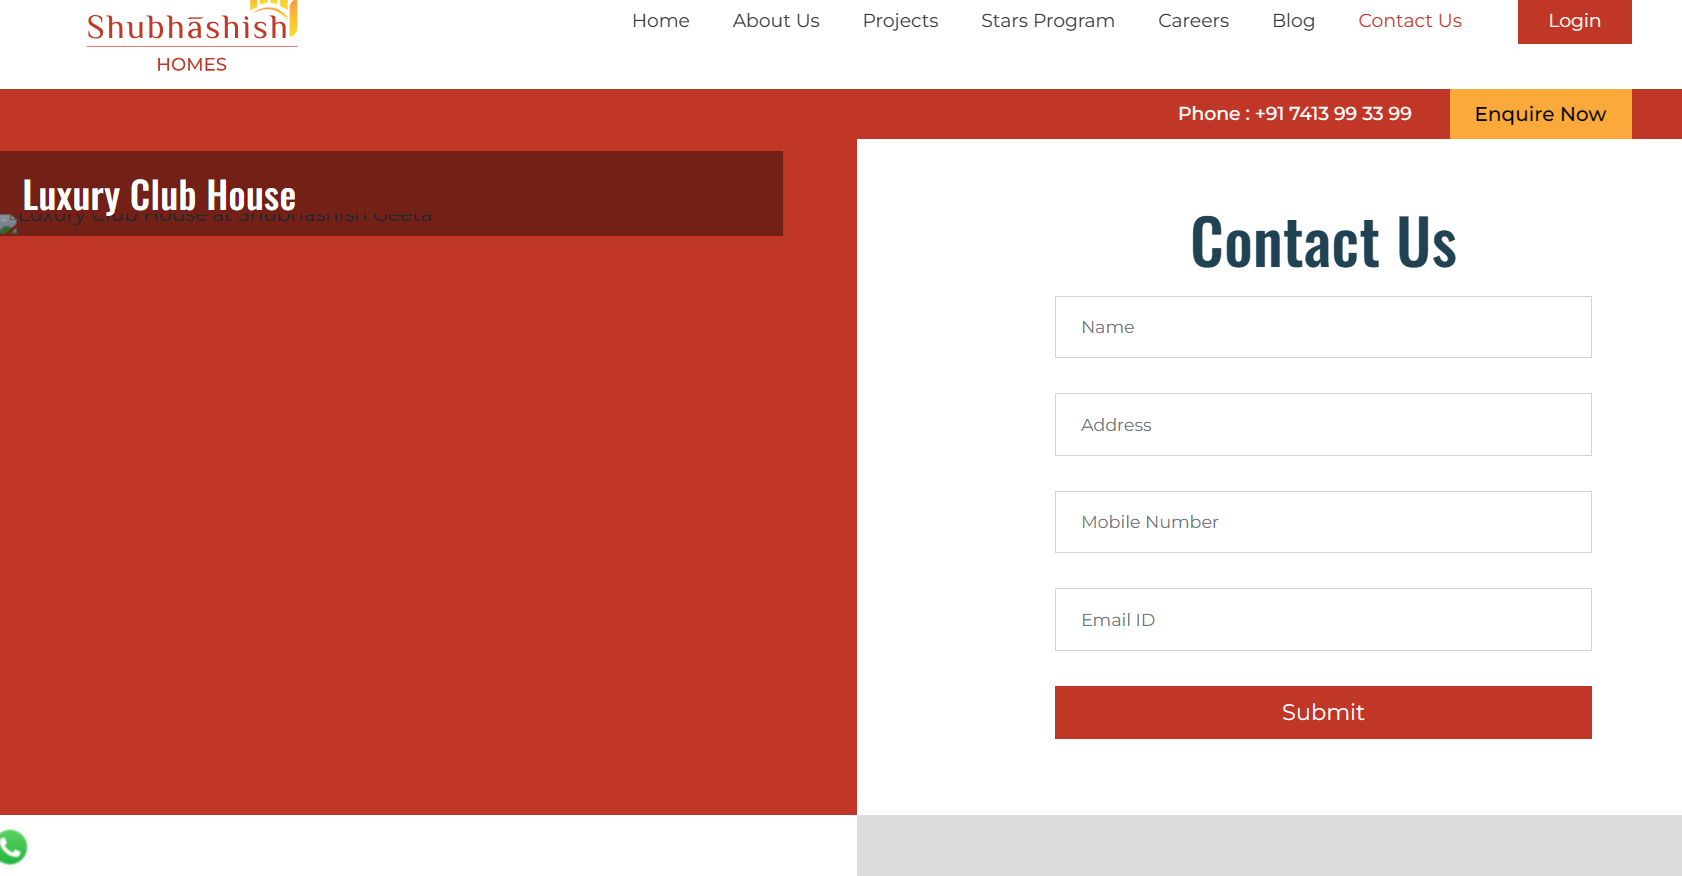 Shubhāshish
HOMES
Home About Us Projects Stars Program Careers Blog Contact Us Login
Phone : +91 7413 99 33 99 Enquire Now
Luxury Club House
Luxury Club House at Shubhashish Geeta
Contact Us
Name
Address
Mobile Number
Email ID
Submit